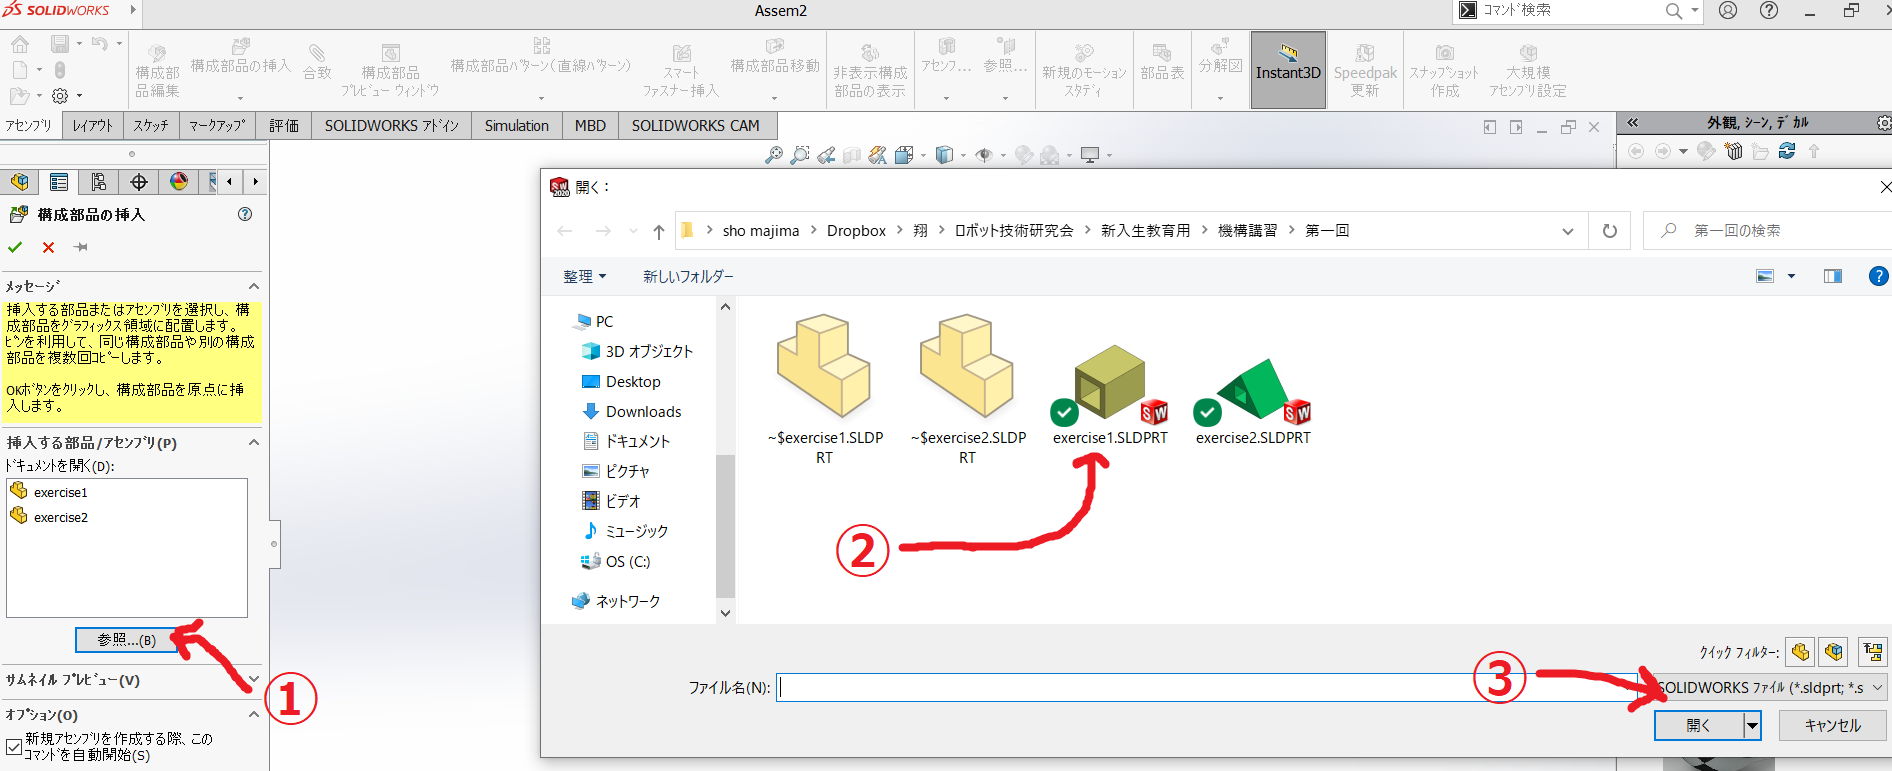 SOLIDWORKS
Assem2
コマンド検索
構成部品編集
構成部品の挿入
合致
構成部品プレビュー ウィンドウ
構成部品パターン(直線パターン)
スマートファスナー挿入
構成部品移動
非表示構成部品の表示
アセンブ...
参照...
新規のモーションスタディ
部品表
分解図
Instant3D
Speedpak更新
スナップショット作成
大規模アセンブリ設定
アセンブリ
レイアウト
スケッチ
マークアップ
評価
SOLIDWORKS アドイン
Simulation
MBD
SOLIDWORKS CAM
外観, シーン, デカル
構成部品の挿入
メッセージ
挿入する部品またはアセンブリを選択し、構
成部品をグラフィックス領域に配置します。
ピンを利用して、同じ構成部品や別の構成
部品を複数回コピーします。
OKボタンをクリックし、構成部品を原点に挿
入します。
挿入する部品/アセンブリ(P)
ドキュメントを開く(D):
exercise1
exercise2
参照...(B)
①
サムネイル プレビュー(V)
オプション(O)
新規アセンブリを作成する際、この
コマンドを自動開始(S)
SW 2020
開く:
sho majima > Dropbox > 翔 > ロボット技術研究会 > 新入生教育用 > 機構講習 > 第一回
第一回の検索
整理
新しいフォルダー
PC
3D オブジェクト
Desktop
Downloads
ドキュメント
ピクチャ
ビデオ
ミュージック
OS (C:)
ネットワーク
~$exercise1.SLDP
RT
~$exercise2.SLDP
RT
SW
exercise1.SLDPRT
SW
exercise2.SLDPRT
②
クイック フィルター:
ファイル名(N):
③
SOLIDWORKS ファイル (*.sldprt; *.s
開く
キャンセル